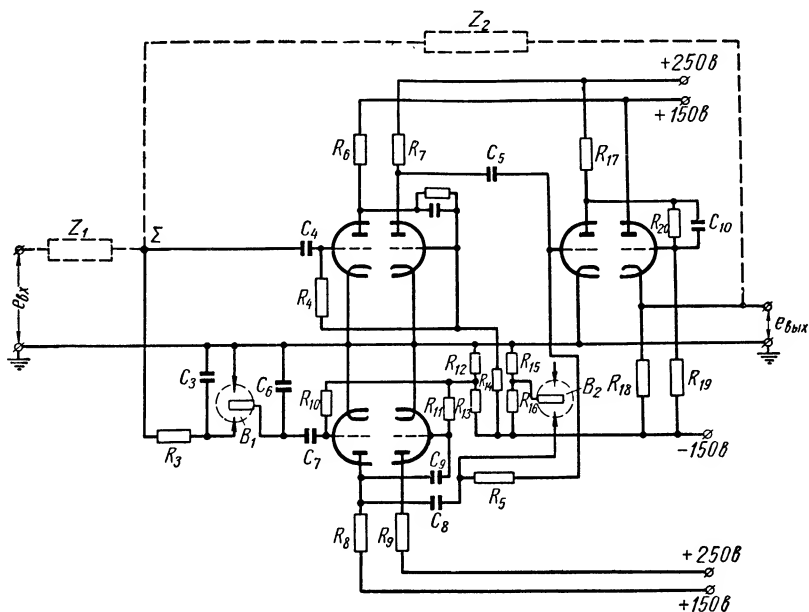 Z₂
+250в
+150в
R₆
R₇
C₅
R₁₇
Z₁
Σ
C₄
R₂₀
C₁₀
eвх
R₄
eвых
C₃
C₆
R₁₂
R₁₅
R₁₄
B₂
R₁₈
R₁₉
R₁₀
R₁₁
R₁₃
R₁₆
B₁
R₃
C₇
−150в
C₉
R₅
C₈
R₈
R₉
+250в
+150в